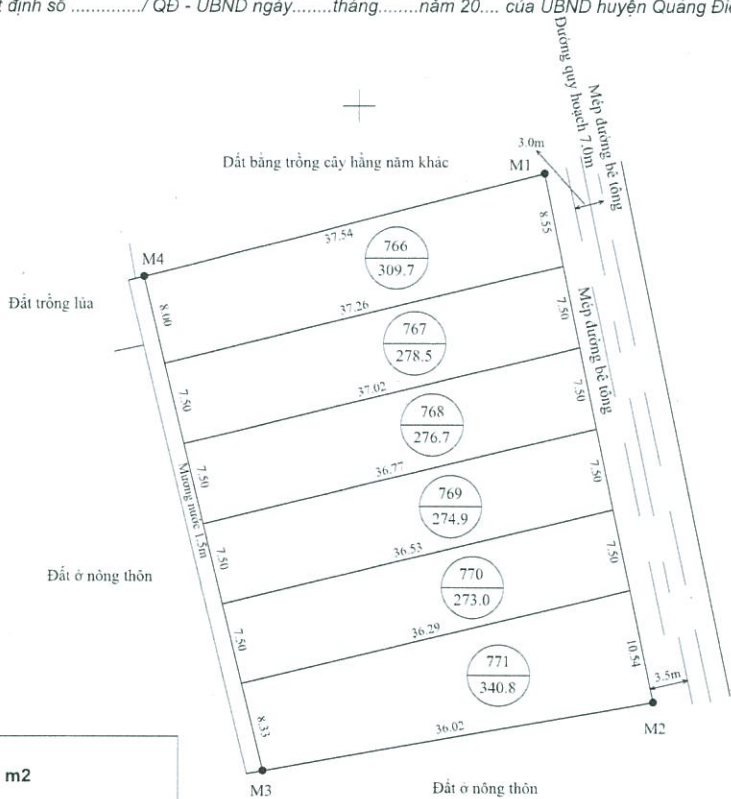 định số ............../ QĐ - UBND ngày........tháng........năm 20.... của UBND huyện Quảng Điề
Đường quy hoạch 7.0m
Mép đường bê tông
3.0m
Đất bằng trồng cây hằng năm khác
M1
37.54
8.55
766
309.7
M4
Đất trồng lúa
8.00
37.26
7.50
Mép đường bê tông
767
278.5
7.50
37.02
7.50
768
276.7
7.50
36.77
7.50
769
274.9
Mương nước 1.5m
7.50
36.53
7.50
770
273.0
Đất ở nông thôn
7.50
36.29
10.54
771
340.8
3.5m
8.33
36.02
M2
m2
M3
Đất ở nông thôn